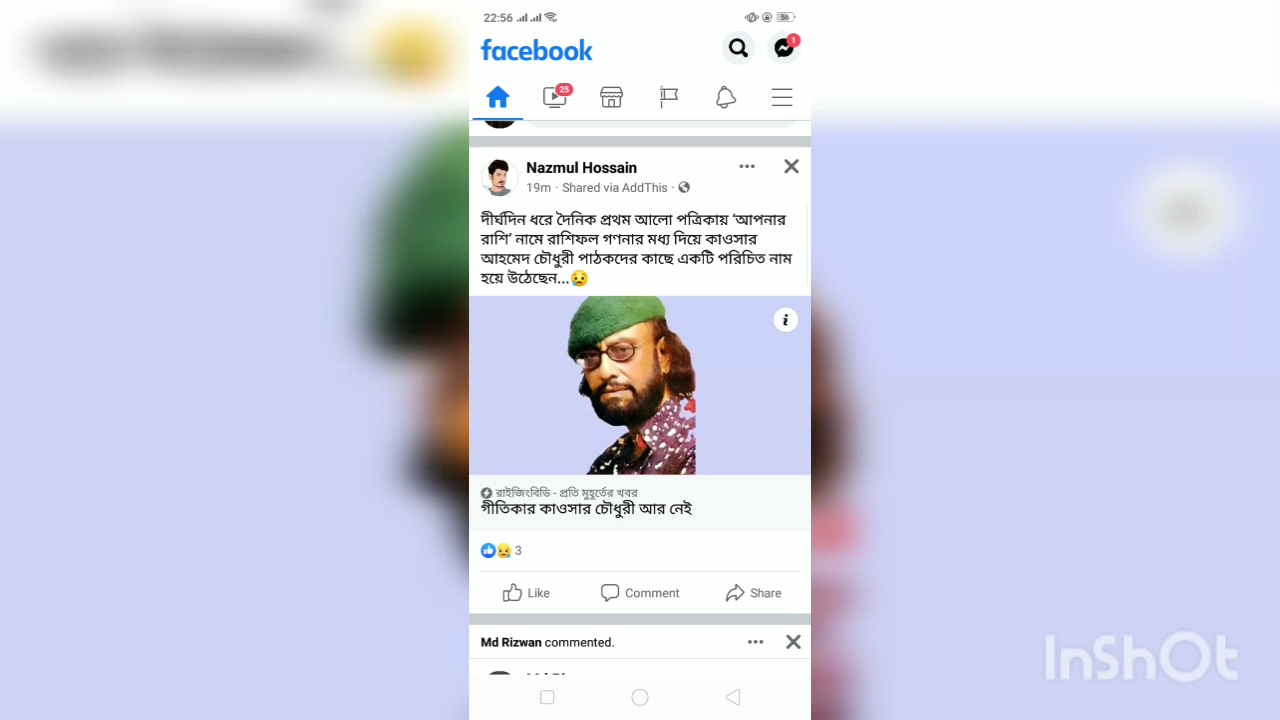 22:56
56
facebook
1
25
Nazmul Hossain
19m · Shared via AddThis ·
দীর্ঘদিন ধরে দৈনিক প্রথম আলো পত্রিকায় ‘আপনার
রাশি’ নামে রাশিফল গণনার মধ্য দিয়ে কাওসার
আহমেদ চৌধুরী পাঠকদের কাছে একটি পরিচিত নাম
হয়ে উঠেছেন...😥
রাইজিংবিডি - প্রতি মুহূর্তের খবর
গীতিকার কাওসার চৌধুরী আর নেই
3
Like Comment Share
Md Rizwan commented.
InShOt